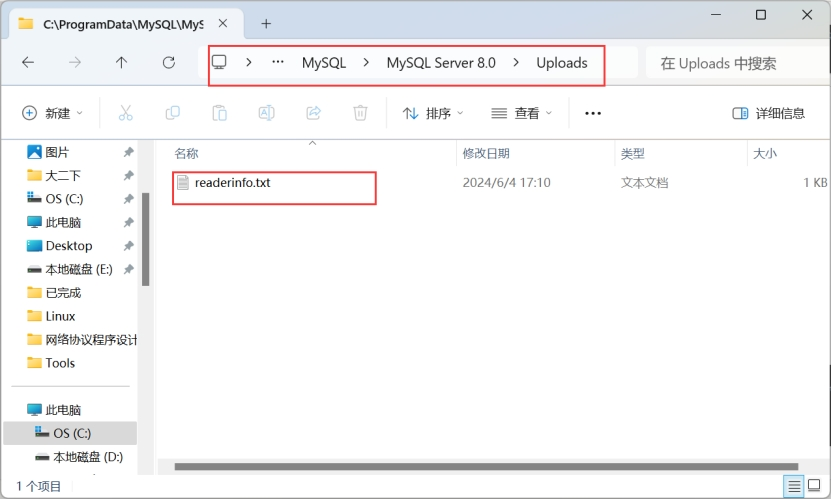 C:\ProgramData\MySQL\MyS
··· MySQL MySQL Server 8.0 Uploads
在 Uploads 中搜索
新建 排序 查看 ··· 详细信息
名称 修改日期 类型 大小
readerinfo.txt 2024/6/4 17:10 文本文档 1 KB
图片
大二下
OS (C:)
此电脑
Desktop
本地磁盘 (E:)
已完成
Linux
网络协议程序设计
Tools
此电脑
OS (C:)
本地磁盘 (D:)
1 个项目